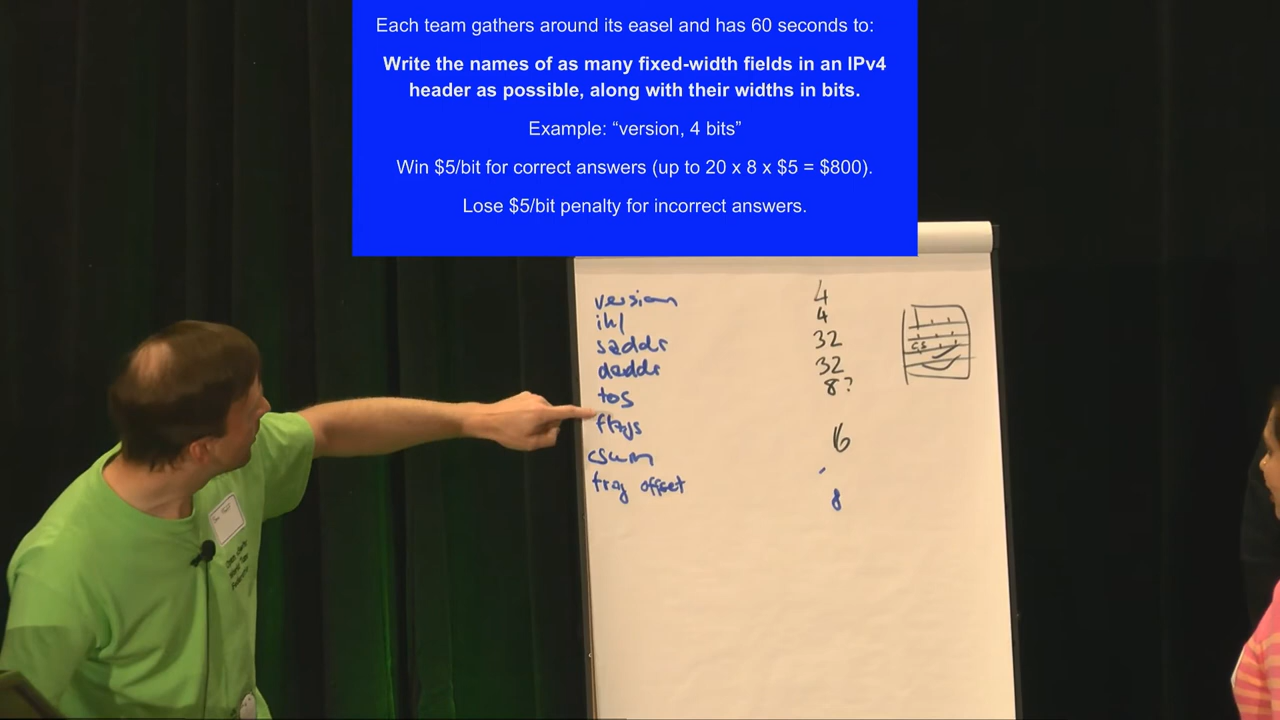 Each team gathers around its easel and has 60 seconds to:
Write the names of as many fixed-width fields in an IPv4
header as possible, along with their widths in bits.
Example: “version, 4 bits”
Win $5/bit for correct answers (up to 20 x 8 x $5 = $800).
Lose $5/bit penalty for incorrect answers.
version 4
ihl 4
saddr 32
daddr 32
tos 8?
flags
csum 16
frag offset 8